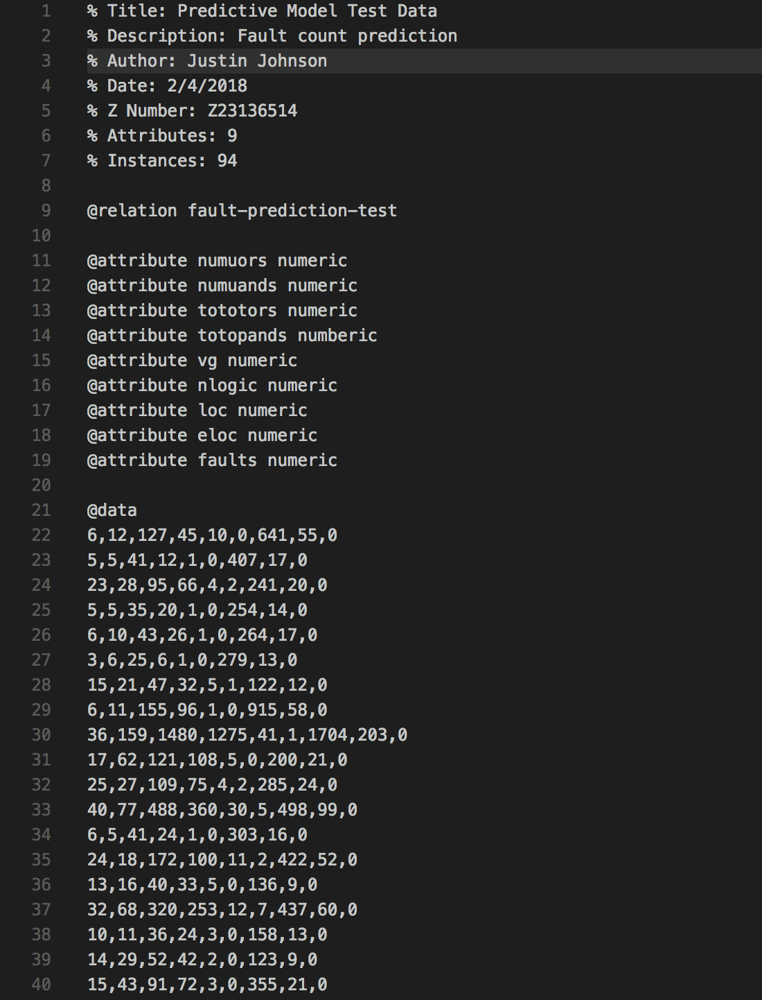 1 % Title: Predictive Model Test Data
2 % Description: Fault count prediction
3 % Author: Justin Johnson
4 % Date: 2/4/2018
5 % Z Number: Z23136514
6 % Attributes: 9
7 % Instances: 94
8
9 @relation fault-prediction-test
10
11 @attribute numuors numeric
12 @attribute numuands numeric
13 @attribute tototors numeric
14 @attribute totopands numberic
15 @attribute vg numeric
16 @attribute nlogic numeric
17 @attribute loc numeric
18 @attribute eloc numeric
19 @attribute faults numeric
20
21 @data
22 6,12,127,45,10,0,641,55,0
23 5,5,41,12,1,0,407,17,0
24 23,28,95,66,4,2,241,20,0
25 5,5,35,20,1,0,254,14,0
26 6,10,43,26,1,0,264,17,0
27 3,6,25,6,1,0,279,13,0
28 15,21,47,32,5,1,122,12,0
29 6,11,155,96,1,0,915,58,0
30 36,159,1480,1275,41,1,1704,203,0
31 17,62,121,108,5,0,200,21,0
32 25,27,109,75,4,2,285,24,0
33 40,77,488,360,30,5,498,99,0
34 6,5,41,24,1,0,303,16,0
35 24,18,172,100,11,2,422,52,0
36 13,16,40,33,5,0,136,9,0
37 32,68,320,253,12,7,437,60,0
38 10,11,36,24,3,0,158,13,0
39 14,29,52,42,2,0,123,9,0
40 15,43,91,72,3,0,355,21,0